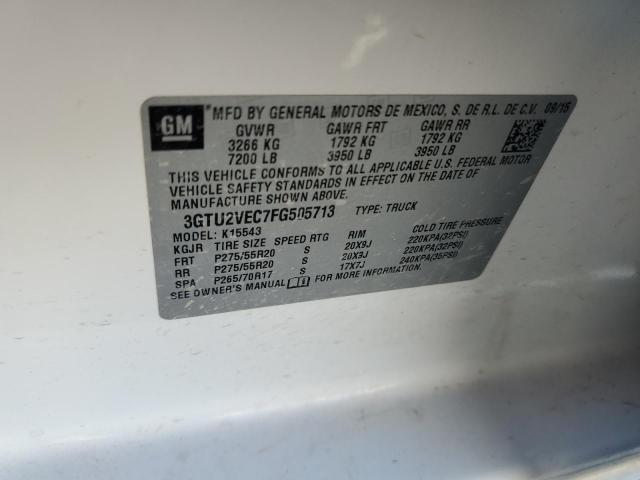 GM
*MFD BY GENERAL MOTORS DE MEXICO, S. DE R.L. DE C.V. 09/15
GVWR GAWR FRT GAWR RR
3266 KG 1792 KG 1792 KG
7200 LB 3950 LB 3950 LB
THIS VEHICLE CONFORMS TO ALL APPLICABLE U.S. FEDERAL MOTOR
VEHICLE SAFETY STANDARDS IN EFFECT ON THE DATE OF
MANUFACTURE SHOWN ABOVE.
3GTU2VEC7FG505713 TYPE: TRUCK
MODEL: K15543
KGJR TIRE SIZE SPEED RTG RIM COLD TIRE PRESSURE
FRT P275/55R20 S 20X9J 220KPA(32PSI)
RR P275/55R20 S 20X9J 220KPA(32PSI)
SPA P265/70R17 S 17X7J 240KPA(35PSI)
SEE OWNER'S MANUAL FOR MORE INFORMATION.